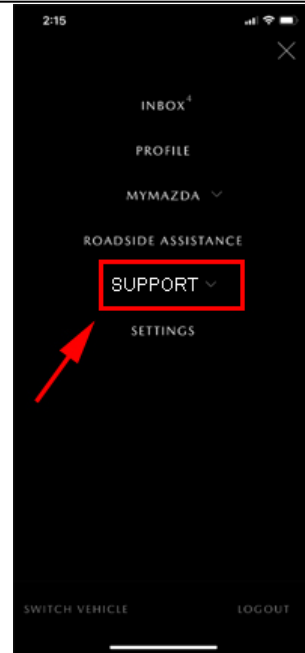 2:15
INBOX4
PROFILE
MYMAZDA
ROADSIDE ASSISTANCE
SUPPORT
SETTINGS
SWITCH VEHICLE LOGOUT